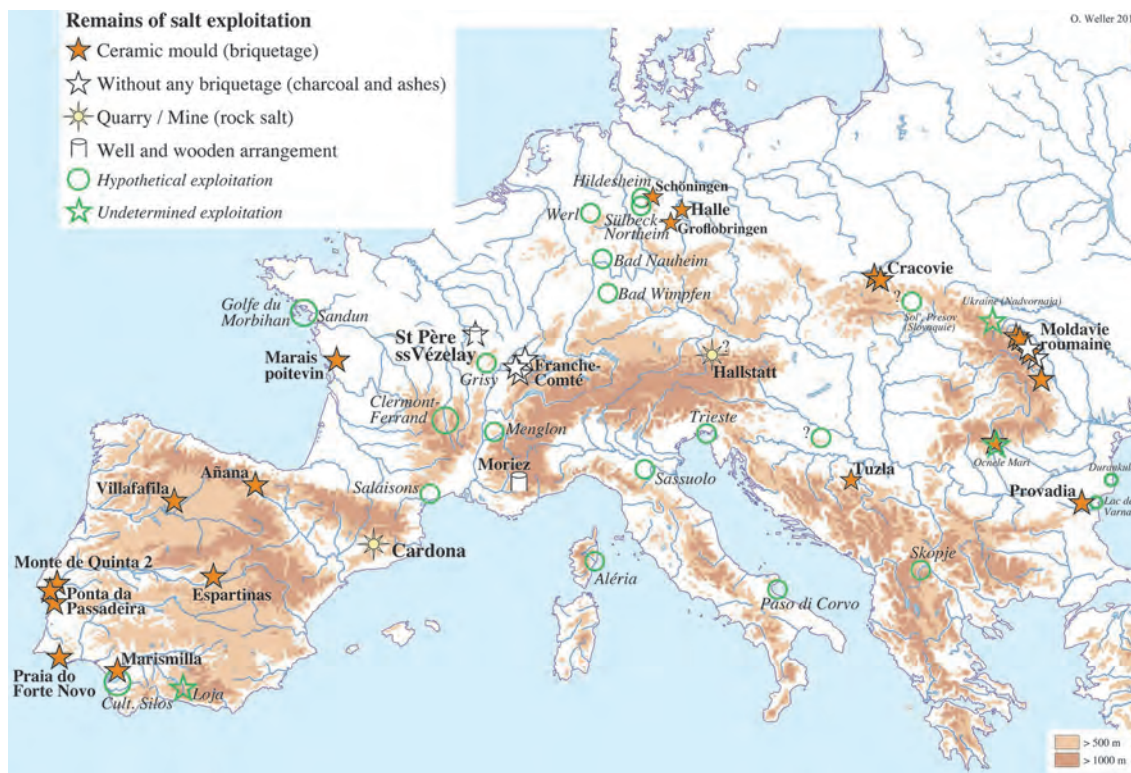 Remains of salt exploitation
Ceramic mould (briquetage)
Without any briquetage (charcoal and ashes)
Quarry / Mine (rock salt)
Well and wooden arrangement
Hypothetical exploitation
Undetermined exploitation
O. Weller 201
Hildesheim
Schöningen
Werl
Halle
Sülbeck-
Northeim
Groflobringen
Bad Nauheim
Bad Wimpfen
Cracovie
?
Sol', Presov
(Slovaquie)
Ukraine (Nadvornaja)
Moldavie
roumaine
Golfe du
Morbihan
Sandun
St Père
ssVézelay
Marais
poitevin
Grisy
Franche-
Comté
?
Hallstatt
Clermont-
Ferrand
Menglon
Trieste
?
Ocnele Mari
Durankul
Moriez
Tuzla
Añana
Villafafila
Salaisons
Sassuolo
Provadia
Lac de
Varna
Cardona
Monte de Quinta 2
Ponta da
Passadeira
Espartinas
Aléria
Skopje
Paso di Corvo
Praia do
Forte Novo
Marismilla
Cult. Silos
Loja
> 500 m
> 1000 m